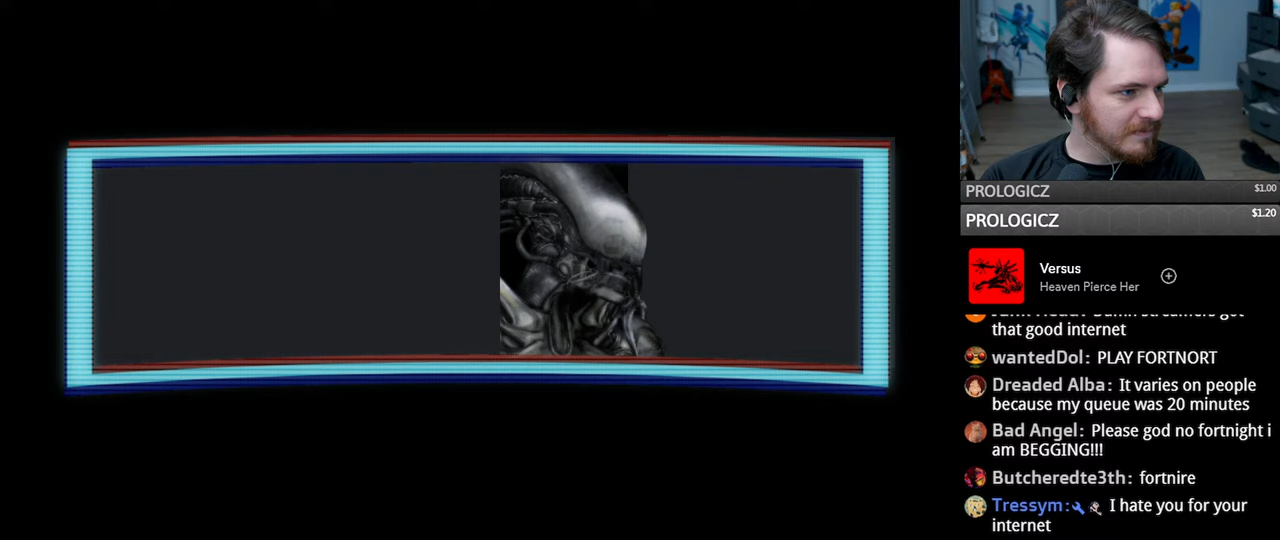 PROLOGICZ $1.00
PROLOGICZ $1.20
Versus
Heaven Pierce Her
that good internet
wantedDol: PLAY FORTNORT
Dreaded Alba: It varies on people
because my queue was 20 minutes
Bad Angel: Please god no fortnight i
am BEGGING!!!
Butcheredte3th: fortnire
Tressym: I hate you for your
internet